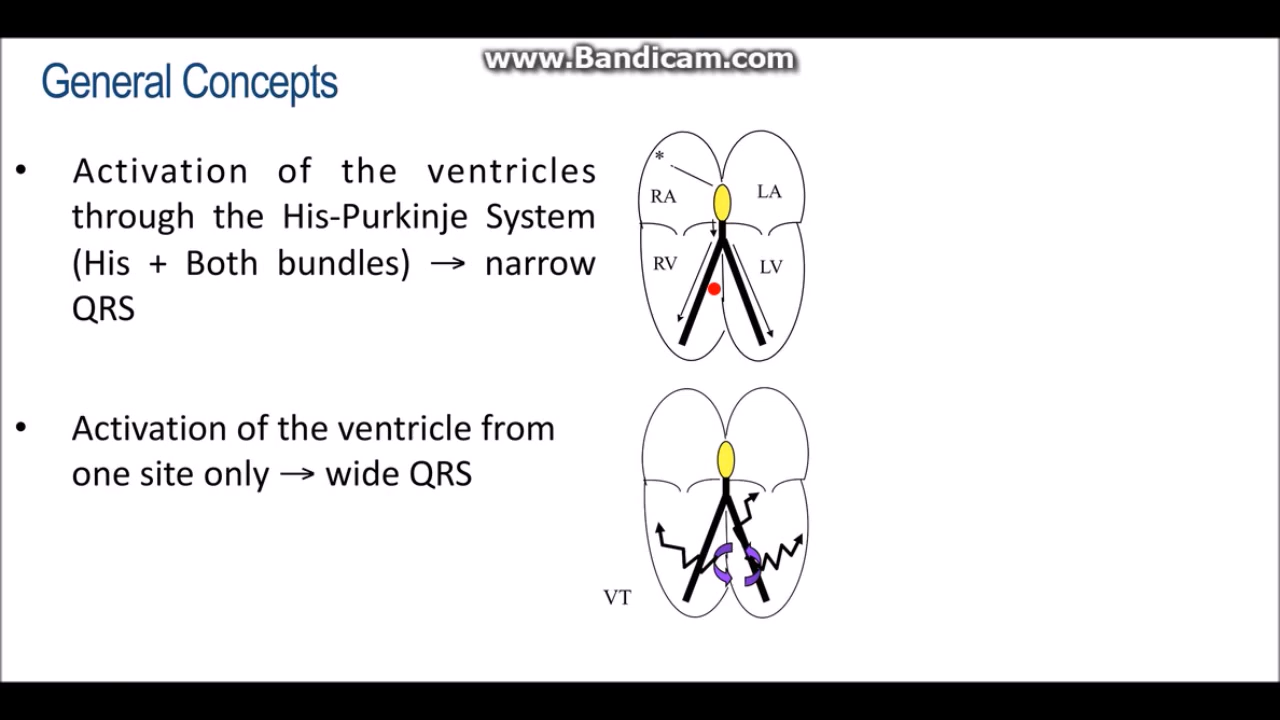 www.Bandicam.com
General Concepts
• Activation of the ventricles
through the His-Purkinje System
(His + Both bundles) → narrow
QRS
*
RA
LA
RV
LV
• Activation of the ventricle from
one site only → wide QRS
VT